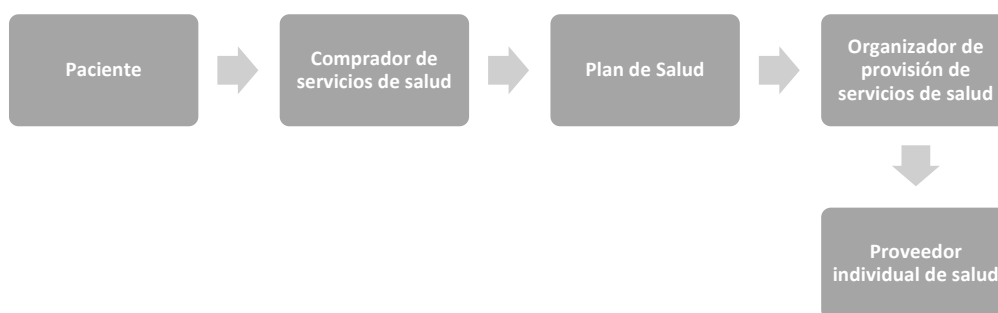 Paciente
Comprador de
servicios de salud
Plan de Salud
Organizador de
provisión de
servicios de salud
Proveedor
individual de salud